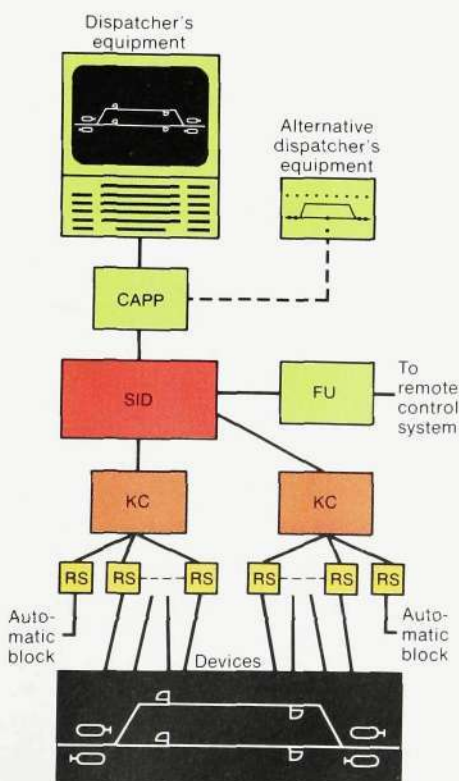 Dispatcher's
equipment
Alternative
dispatcher's
equipment
CAPP
SID
FU
To
remote
control
system
KC
KC
RS
RS
RS
RS
RS
RS
Auto-
matic
block
Auto-
matic
block
Devices